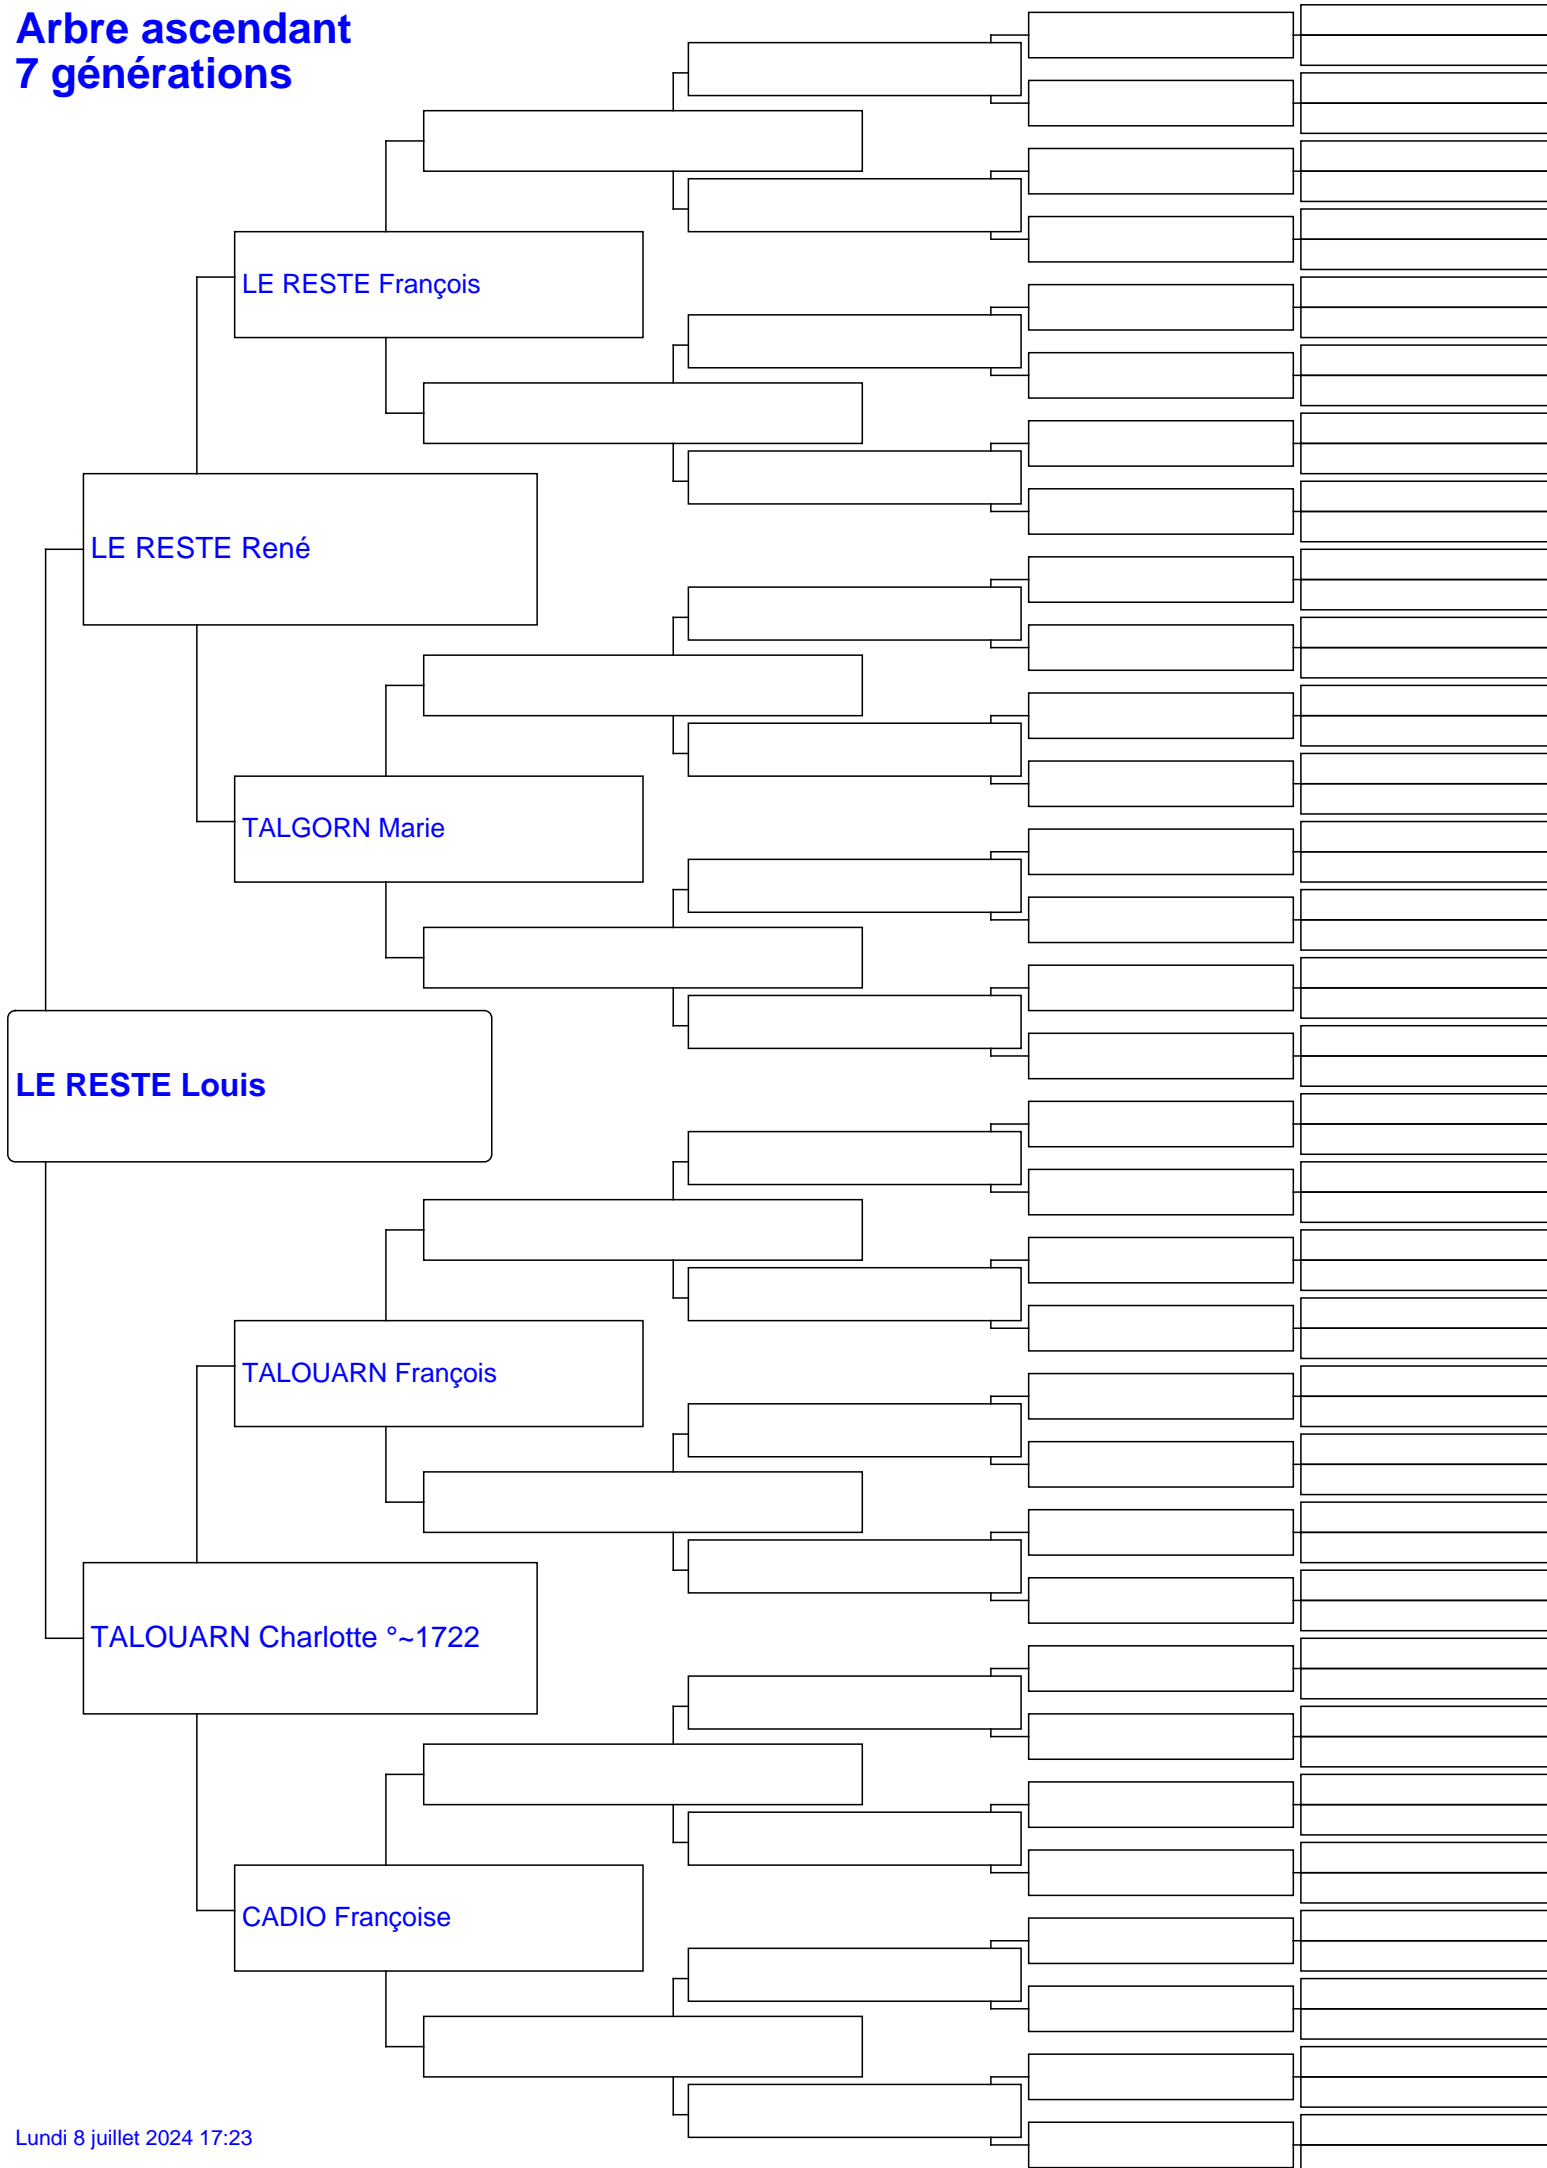 Arbre ascendant
7 générations
LE RESTE François
LE RESTE René
TALGORN Marie
LE RESTE Louis
TALOUARN François
TALOUARN Charlotte °~1722
CADIO Françoise
Lundi 8 juillet 2024 17:23